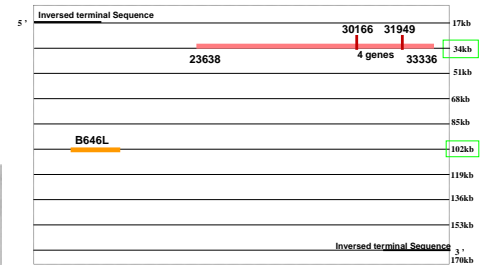 5 ' Inversed terminal Sequence 17kb
30166 31949
34kb
23638 4 genes 33336
51kb
68kb
85kb
B646L
102kb
119kb
136kb
153kb
Inversed terminal Sequence 3 '
170kb